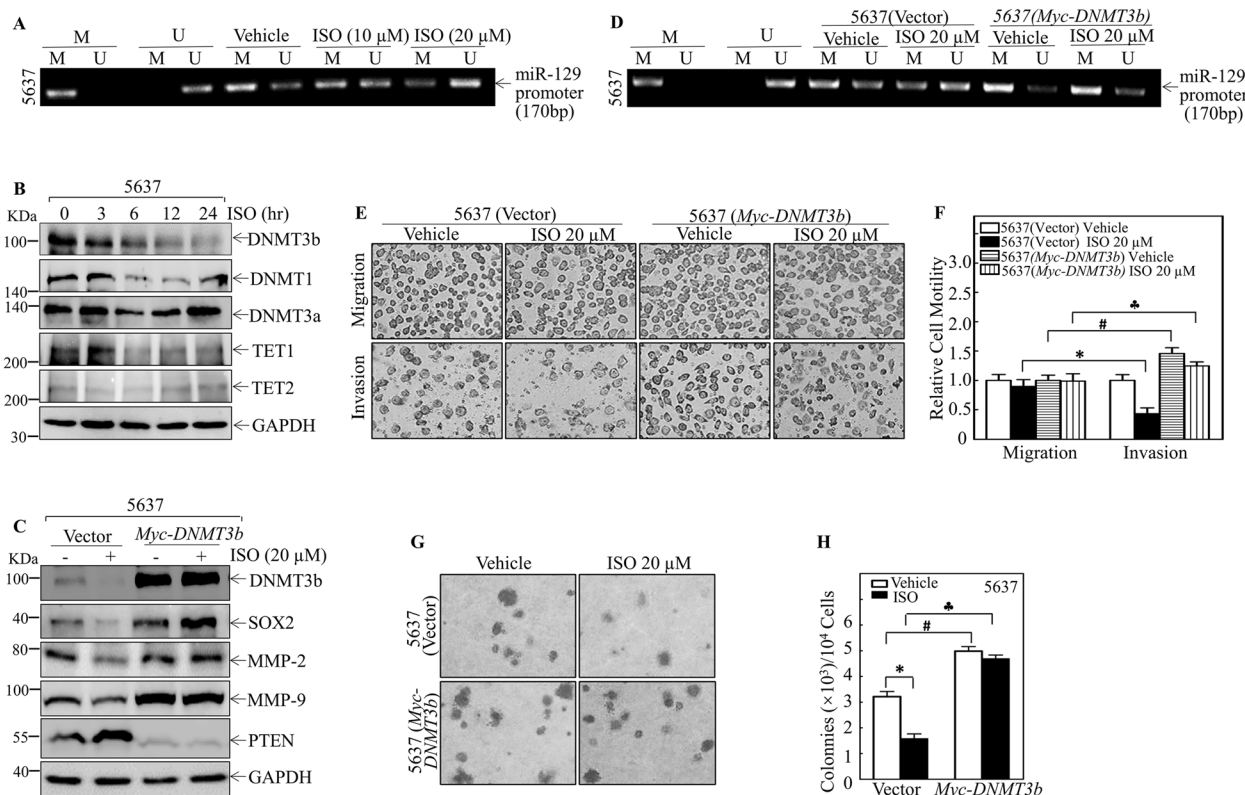 A
M U Vehicle ISO (10 µM) ISO (20 µM)
M U M U M U M U M U
5637
miR-129
promoter
(170bp)
D
5637(Vector) 5637(Myc-DNMT3b)
M U Vehicle ISO 20 µM Vehicle ISO 20 µM
M U M U M U M U M U M U
5637
miR-129
promoter
(170bp)
B
5637
KDa 0 3 6 12 24 ISO (hr)
100 DNMT3b
DNMT1
140
140 DNMT3a
TET1
200
TET2
200
GAPDH
30
E
5637 (Vector) 5637 (Myc-DNMT3b)
Vehicle ISO 20 µM Vehicle ISO 20 µM
Migration
Invasion
F
5637(Vector) Vehicle
5637(Vector) ISO 20 µM
5637(Myc-DNMT3b) Vehicle
5637(Myc-DNMT3b) ISO 20 µM
Relative Cell Motility
3.0
2.5
2.0
1.5
1.0
0.5
0
♣
#
*
Migration Invasion
C
5637
Vector Myc-DNMT3b
KDa - + - + ISO (20 µM)
100 DNMT3b
40 SOX2
80
MMP-2
100
MMP-9
55 PTEN
40
GAPDH
G
Vehicle ISO 20 µM
5637
(Vector)
5637 (Myc-
DNMT3b)
H
Vehicle 5637
ISO
Colonnies (×10³)/10⁴ Cells
6
5
4
3
2
1
0
♣
#
*
Vector Myc-DNMT3b